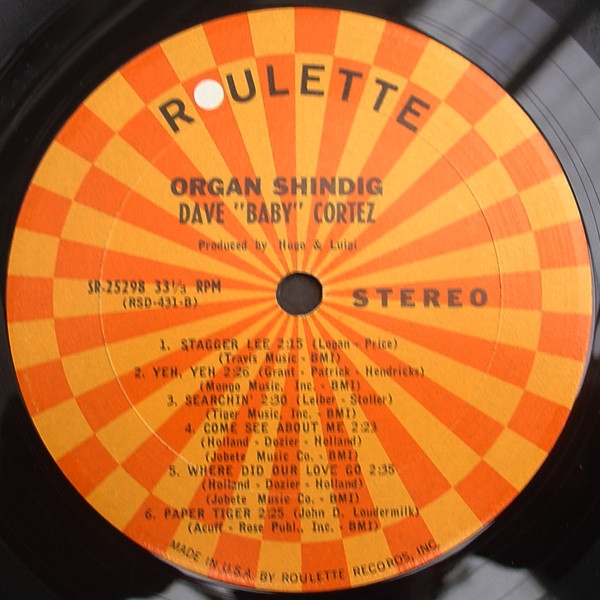 ROULETTE
ORGAN SHINDIG
DAVE "BABY" CORTEZ
Produced by Hugo & Luigi
SR-25298 33⅓ RPM
(RSD-431-B)
STEREO
1. STAGGER LEE 2:15 (Logan - Price)
(Travis Music - BMI)
2. YEH, YEH 2:26 (Grant - Patrick - Hendricks)
(Mongo Music, Inc. - BMI)
3. SEARCHIN' 2:30 (Leiber - Stoller)
(Tiger Music, Inc. - BMI)
4. COME SEE ABOUT ME 2:23
(Holland - Dozier - Holland)
(Jobete Music Co. - BMI)
5. WHERE DID OUR LOVE GO 2:35
(Holland - Dozier - Holland)
(Jobete Music Co. - BMI)
6. PAPER TIGER 2:25 (John D. Loudermilk)
(Acuff - Rose Publ., Inc. - BMI)
MADE IN U.S.A. BY ROULETTE RECORDS, INC.